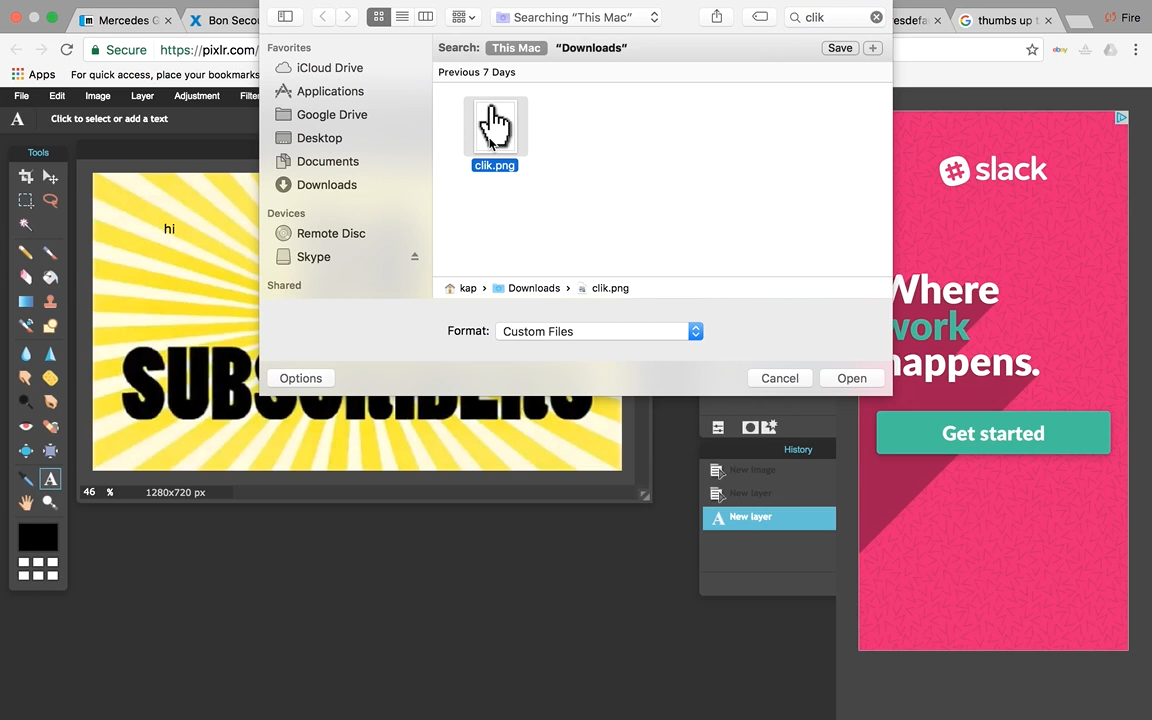 Mercedes G
Bon Secou
esdefa
thumbs up t
Fire
Searching "This Mac"
clik
Secure
https://pixlr.com/
ebay
Favorites
Search: This Mac "Downloads"
Save
+
Apps
For quick access, place your bookmarks
iCloud Drive
Previous 7 Days
File Edit Image Layer Adjustment Filter
Applications
A
Click to select or add a text
Google Drive
Desktop
Tools
Documents
clik.png
slack
Downloads
hi
Devices
Remote Disc
Skype
Shared
kap › Downloads › clik.png
Where
work
happens.
Format: Custom Files
Options
Cancel
Open
SUBSCRIBERS
Get started
History
New image
46 %
1280x720 px
New layer
A New layer
A